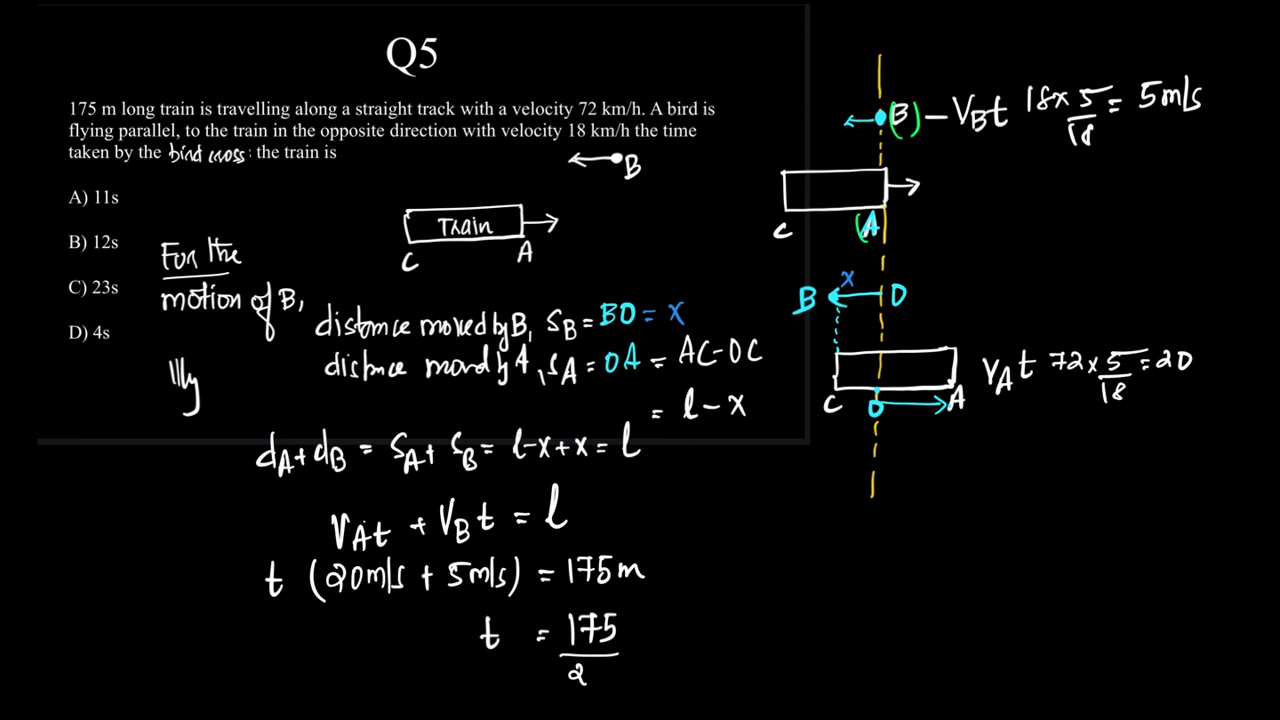 Q5
175 m long train is travelling along a straight track with a velocity 72 km/h. A bird is
flying parallel, to the train in the opposite direction with velocity 18 km/h the time
taken by the bird cross: the train is
A) 11s
B) 12s
C) 23s
D) 4s
B
Train
C A
For the
motion of B,
distance moved by B, SB = BO = x
llly distance moved by A, SA = OA = AC-OC
= l-x
dA+dB = SA+ SB = l-x+x = l
VAt + VBt = l
t (20m/s + 5m/s) = 175m
t = 175
2
(B) - VBt 18 x 5/18 = 5m/s
C (A
B x O
C O A VAt 72 x 5/18 = 20